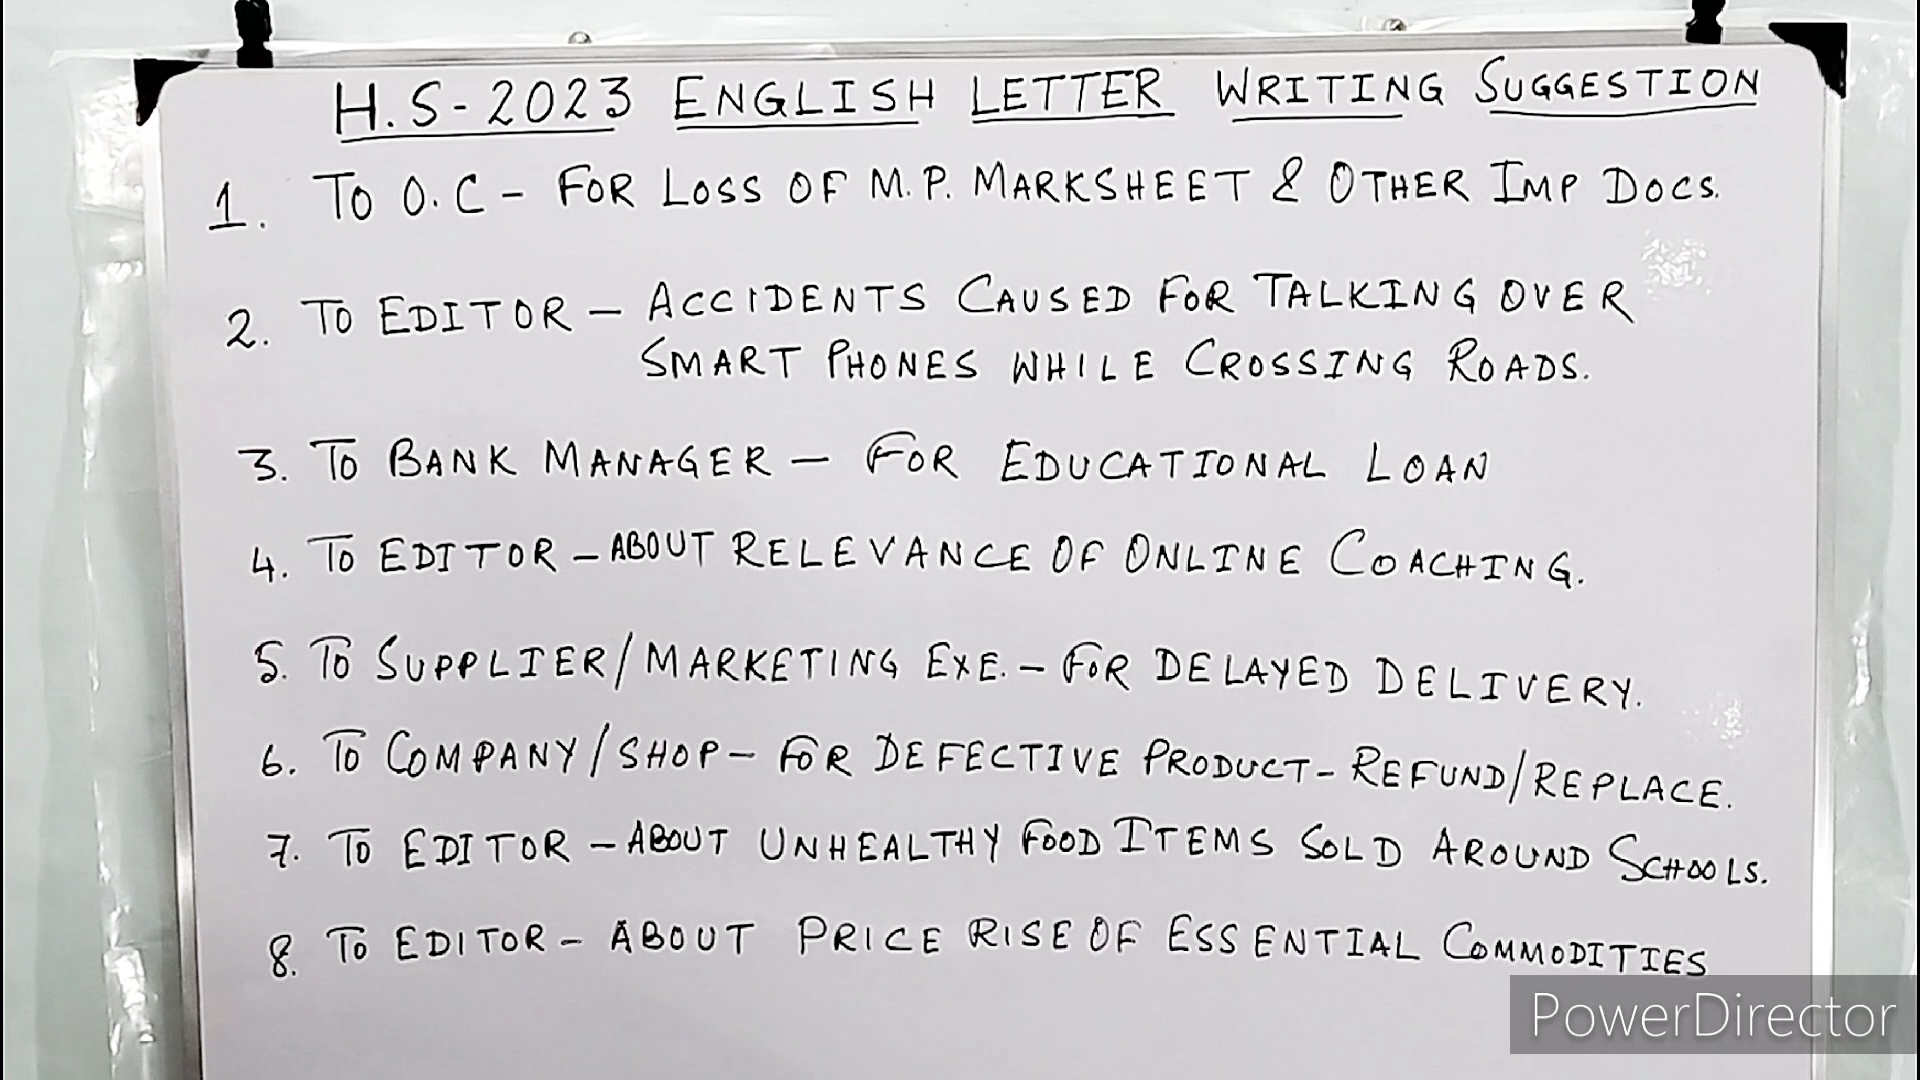 H.S-2023 ENGLISH LETTER WRITING SUGGESTION
1. TO O.C - FOR LOSS OF M.P. MARKSHEET & OTHER IMP DOCS.
2. TO EDITOR - ACCIDENTS CAUSED FOR TALKING OVER
SMART PHONES WHILE CROSSING ROADS.
3. TO BANK MANAGER - FOR EDUCATIONAL LOAN
4. TO EDITOR - ABOUT RELEVANCE OF ONLINE COACHING.
5. TO SUPPLIER/MARKETING EXE. - FOR DELAYED DELIVERY.
6. TO COMPANY/SHOP - FOR DEFECTIVE PRODUCT - REFUND/REPLACE.
7. TO EDITOR - ABOUT UNHEALTHY FOOD ITEMS SOLD AROUND SCHOOLS.
8. TO EDITOR - ABOUT PRICE RISE OF ESSENTIAL COMMODITIES
PowerDirector